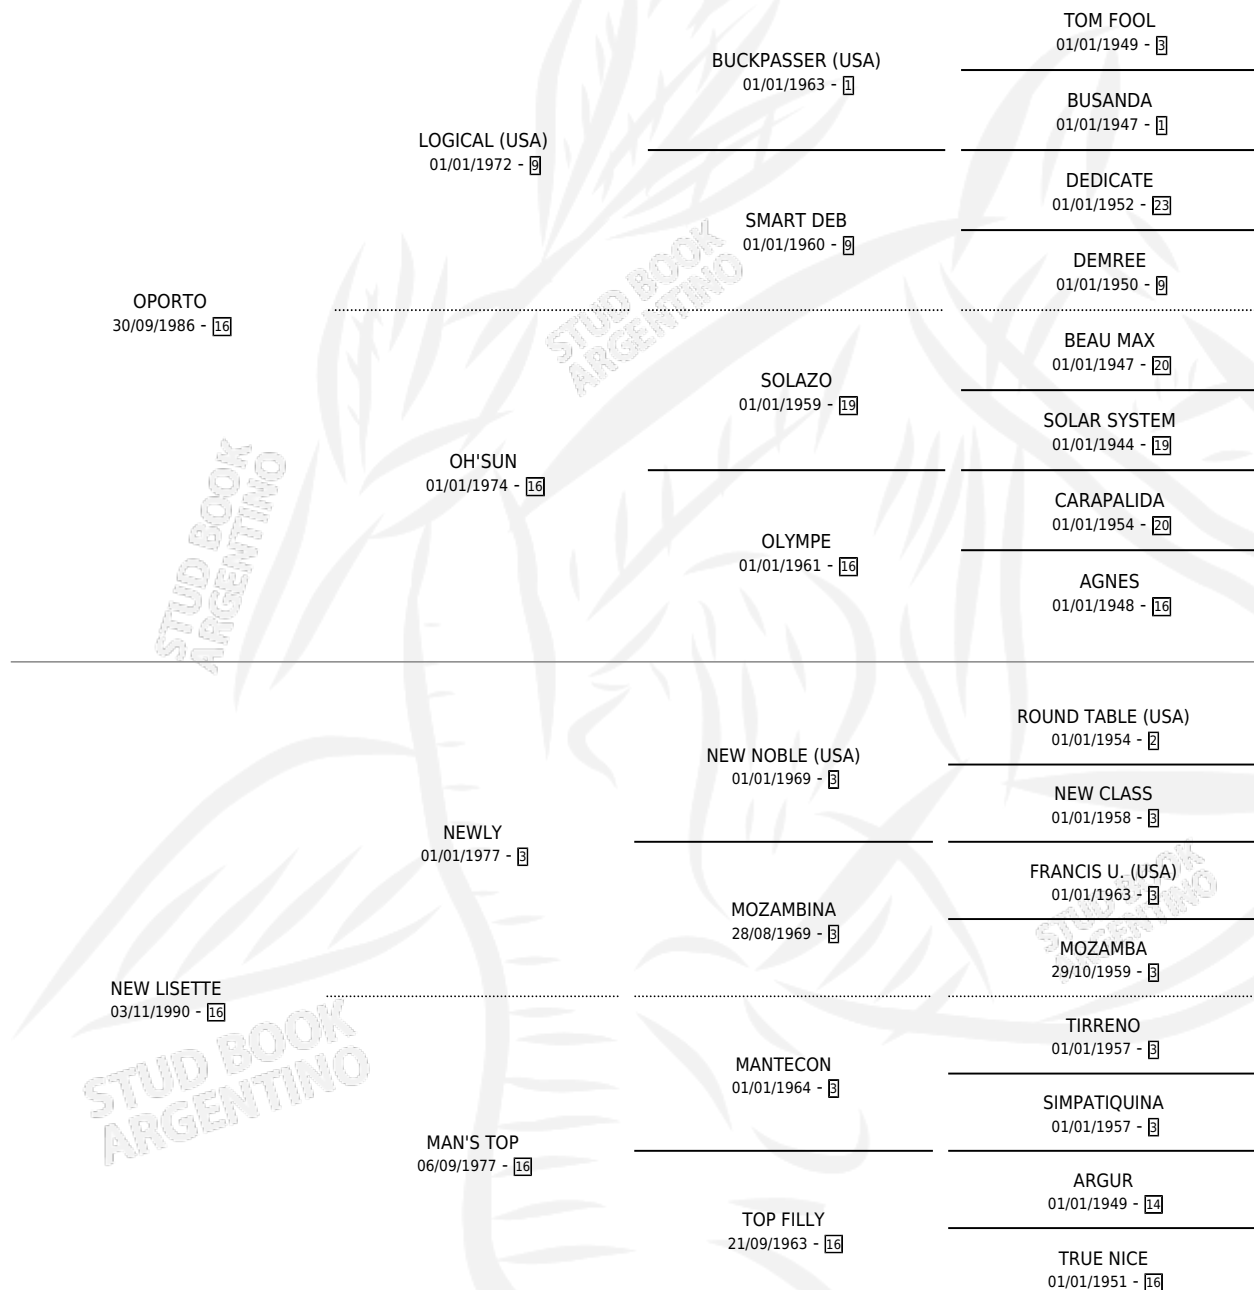 TOM FOOL
01/01/1949 - 3
BUCKPASSER (USA)
01/01/1963 - 1
BUSANDA
01/01/1947 - 1
LOGICAL (USA)
01/01/1972 - 9
DEDICATE
01/01/1952 - 23
SMART DEB
01/01/1960 - 9
DEMREE
01/01/1950 - 9
OPORTO
30/09/1986 - 16
BEAU MAX
01/01/1947 - 20
SOLAZO
01/01/1959 - 19
SOLAR SYSTEM
01/01/1944 - 19
OH'SUN
01/01/1974 - 16
CARAPALIDA
01/01/1954 - 20
OLYMPE
01/01/1961 - 16
AGNES
01/01/1948 - 16
ROUND TABLE (USA)
01/01/1954 - 2
NEW NOBLE (USA)
01/01/1969 - 3
NEW CLASS
01/01/1958 - 3
NEWLY
01/01/1977 - 3
FRANCIS U. (USA)
01/01/1963 - 3
MOZAMBINA
28/08/1969 - 3
MOZAMBA
29/10/1959 - 3
NEW LISETTE
03/11/1990 - 16
TIRRENO
01/01/1957 - 3
MANTECON
01/01/1964 - 3
SIMPATIQUINA
01/01/1957 - 3
MAN'S TOP
06/09/1977 - 16
ARGUR
01/01/1949 - 14
TOP FILLY
21/09/1963 - 16
TRUE NICE
01/01/1951 - 16
STUD BOOK
ARGENTINO
STUD BOOK
ARGENTINO
STUD BOOK
ARGENTINO
STUD BOOK
ARGENTINO